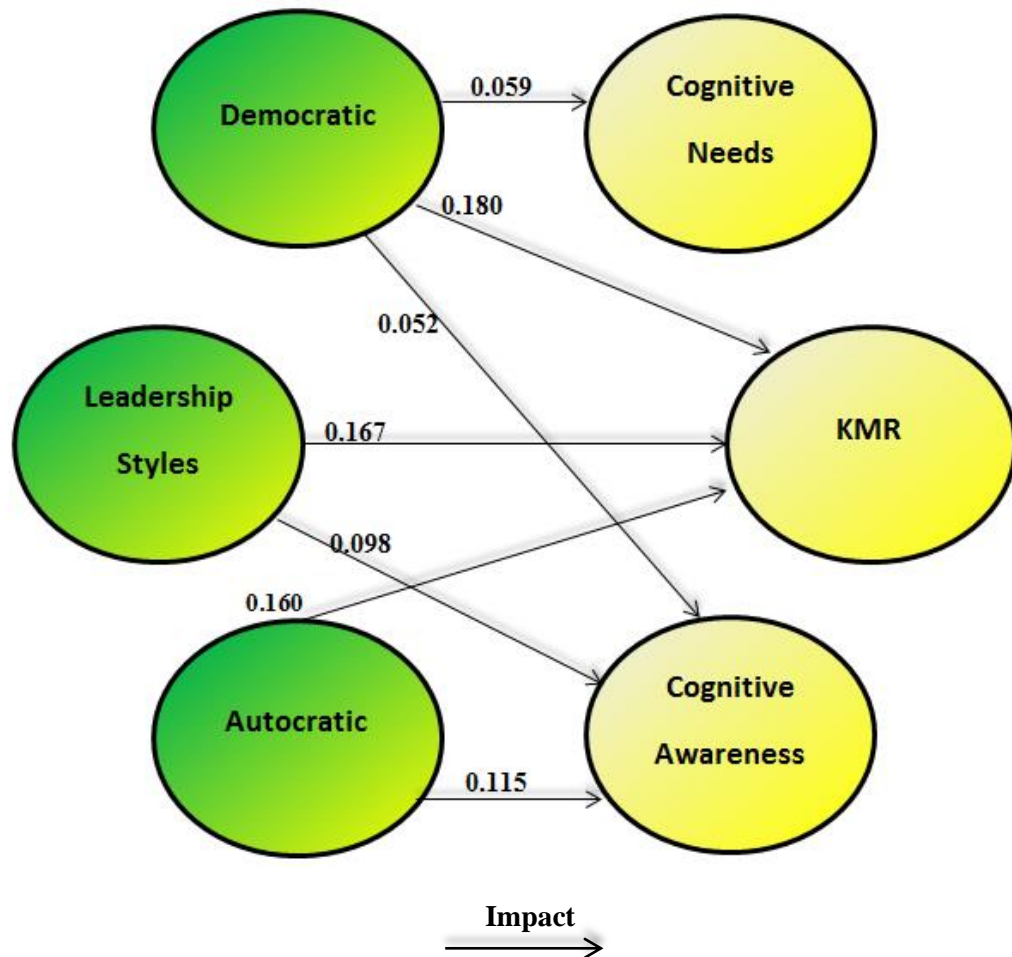 Democratic
0.059
Cognitive
Needs
0.180
0.052
Leadership
Styles
0.167
KMR
0.098
0.160
Autocratic
Cognitive
Awareness
0.115
Impact